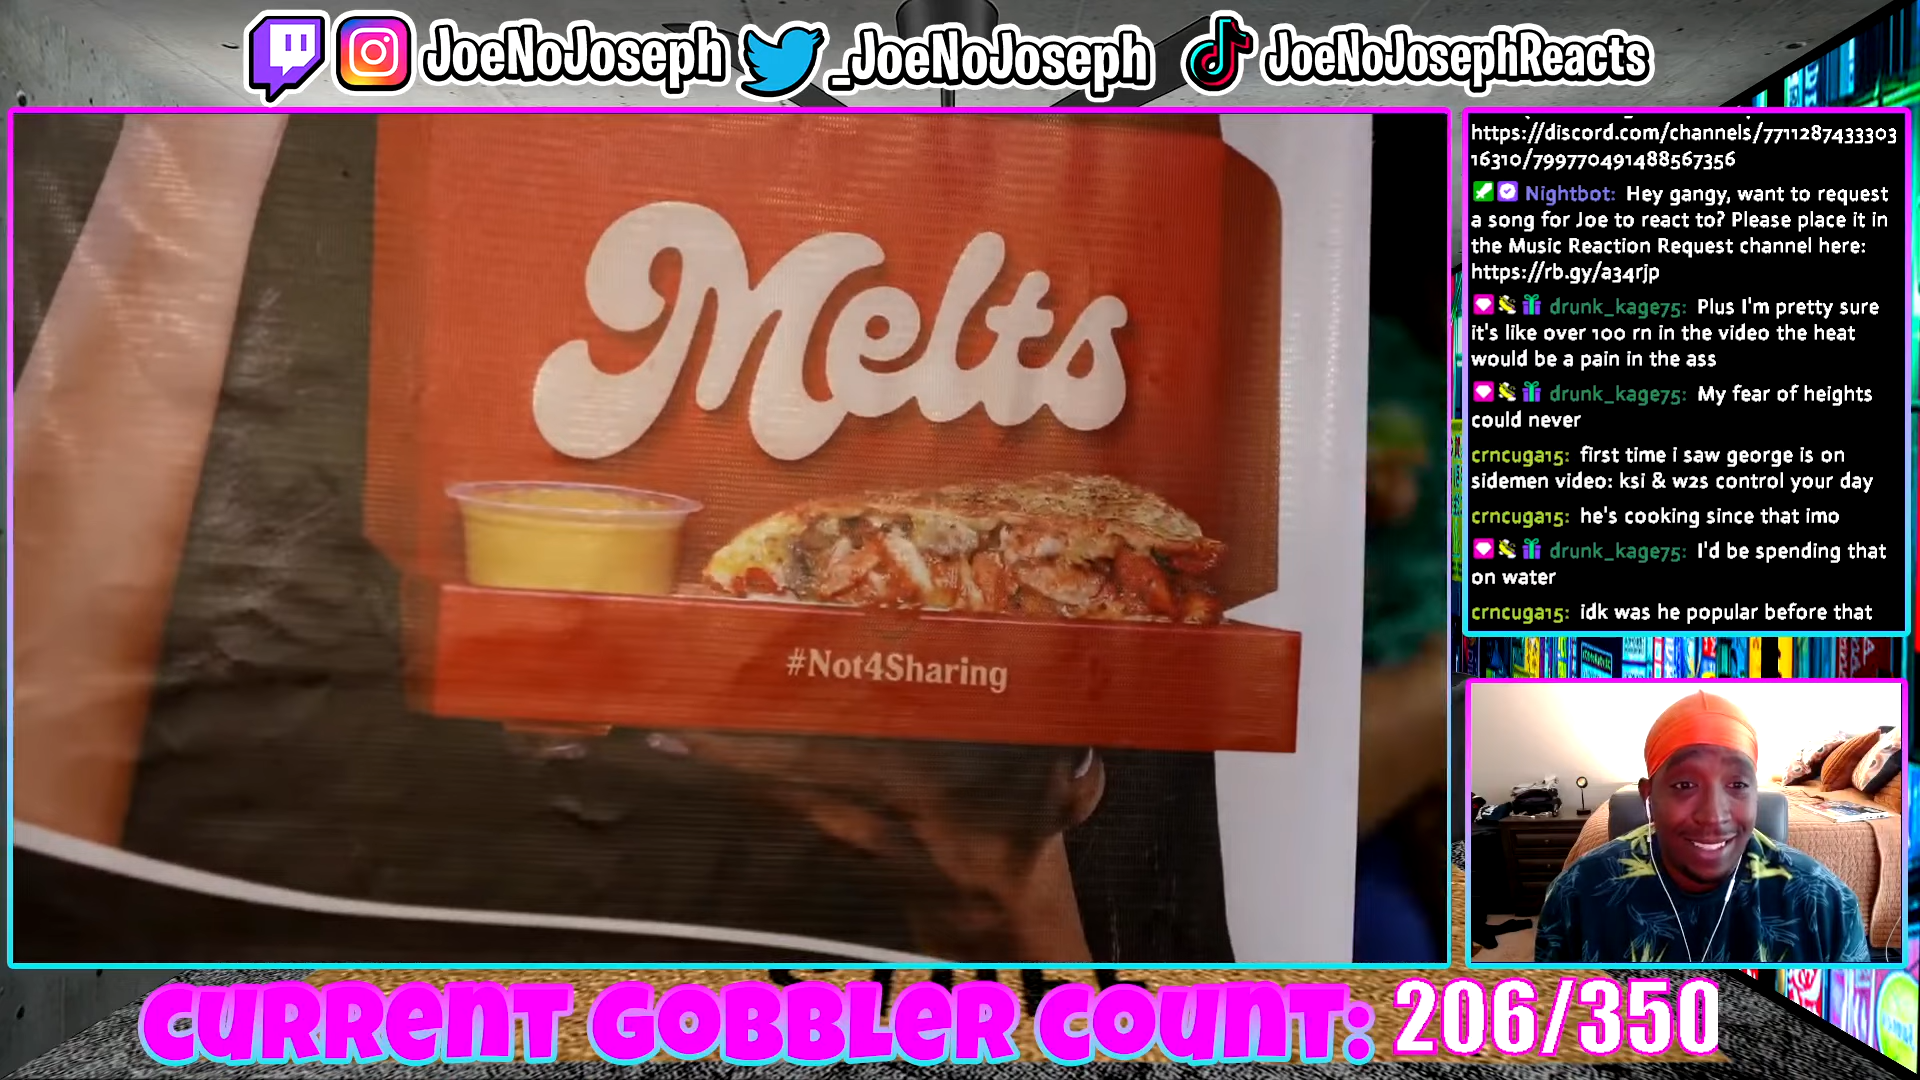 JoeNoJoseph _JoeNoJoseph JoeNoJosephReacts
https://discord.com/channels/7711287433303
16310/799770491488567356
Nightbot: Hey gangy, want to request
a song for Joe to react to? Please place it in
the Music Reaction Request channel here:
https://rb.gy/a34rjp
drunk_kage75: Plus I'm pretty sure
it's like over 100 rn in the video the heat
would be a pain in the ass
drunk_kage75: My fear of heights
could never
crncuga15: first time i saw george is on
sidemen video: ksi & w2s control your day
crncuga15: he's cooking since that imo
drunk_kage75: I'd be spending that
on water
crncuga15: idk was he popular before that
Melts
#Not4Sharing
CURRENT GOBBLER COUNT: 206/350